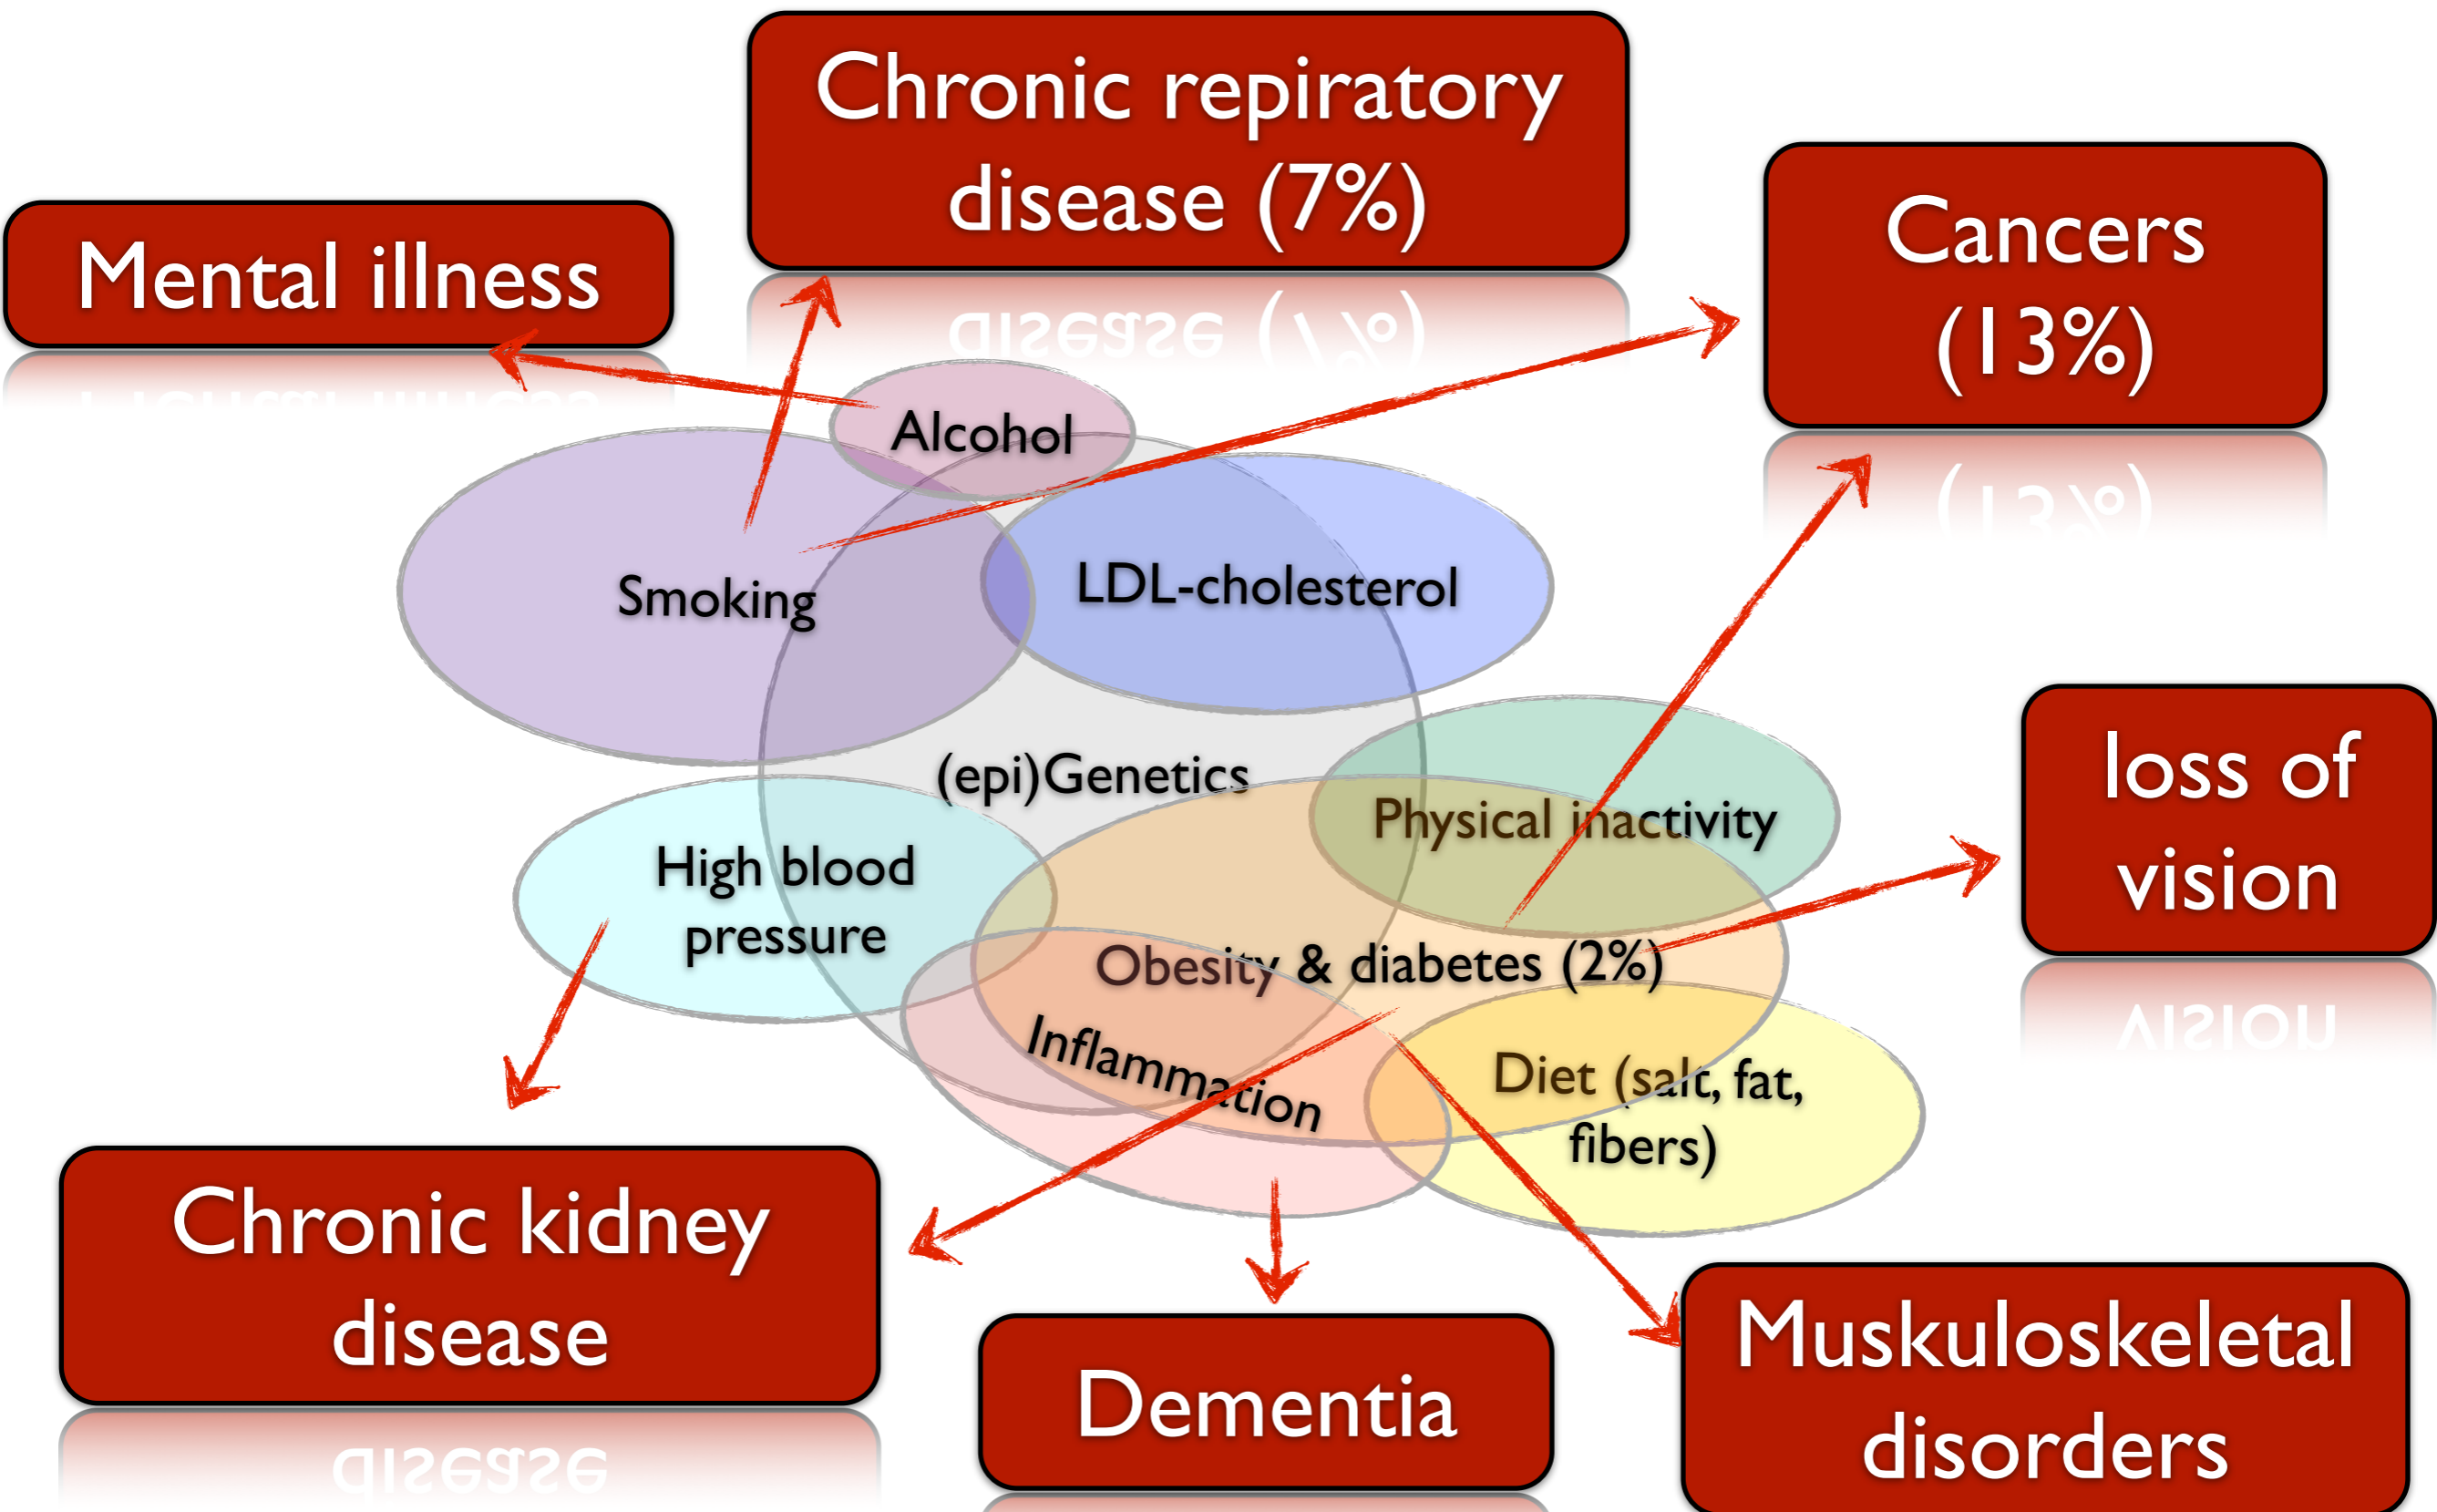 Chronic repiratory
disease (7%)
Cancers
(13%)
Mental illness
Alcohol
Smoking
LDL-cholesterol
(epi)Genetics
Physical inactivity
loss of
vision
High blood
pressure
Obesity & diabetes (2%)
Inflammation
Diet (salt, fat,
fibers)
Chronic kidney
disease
Dementia
Muskuloskeletal
disorders